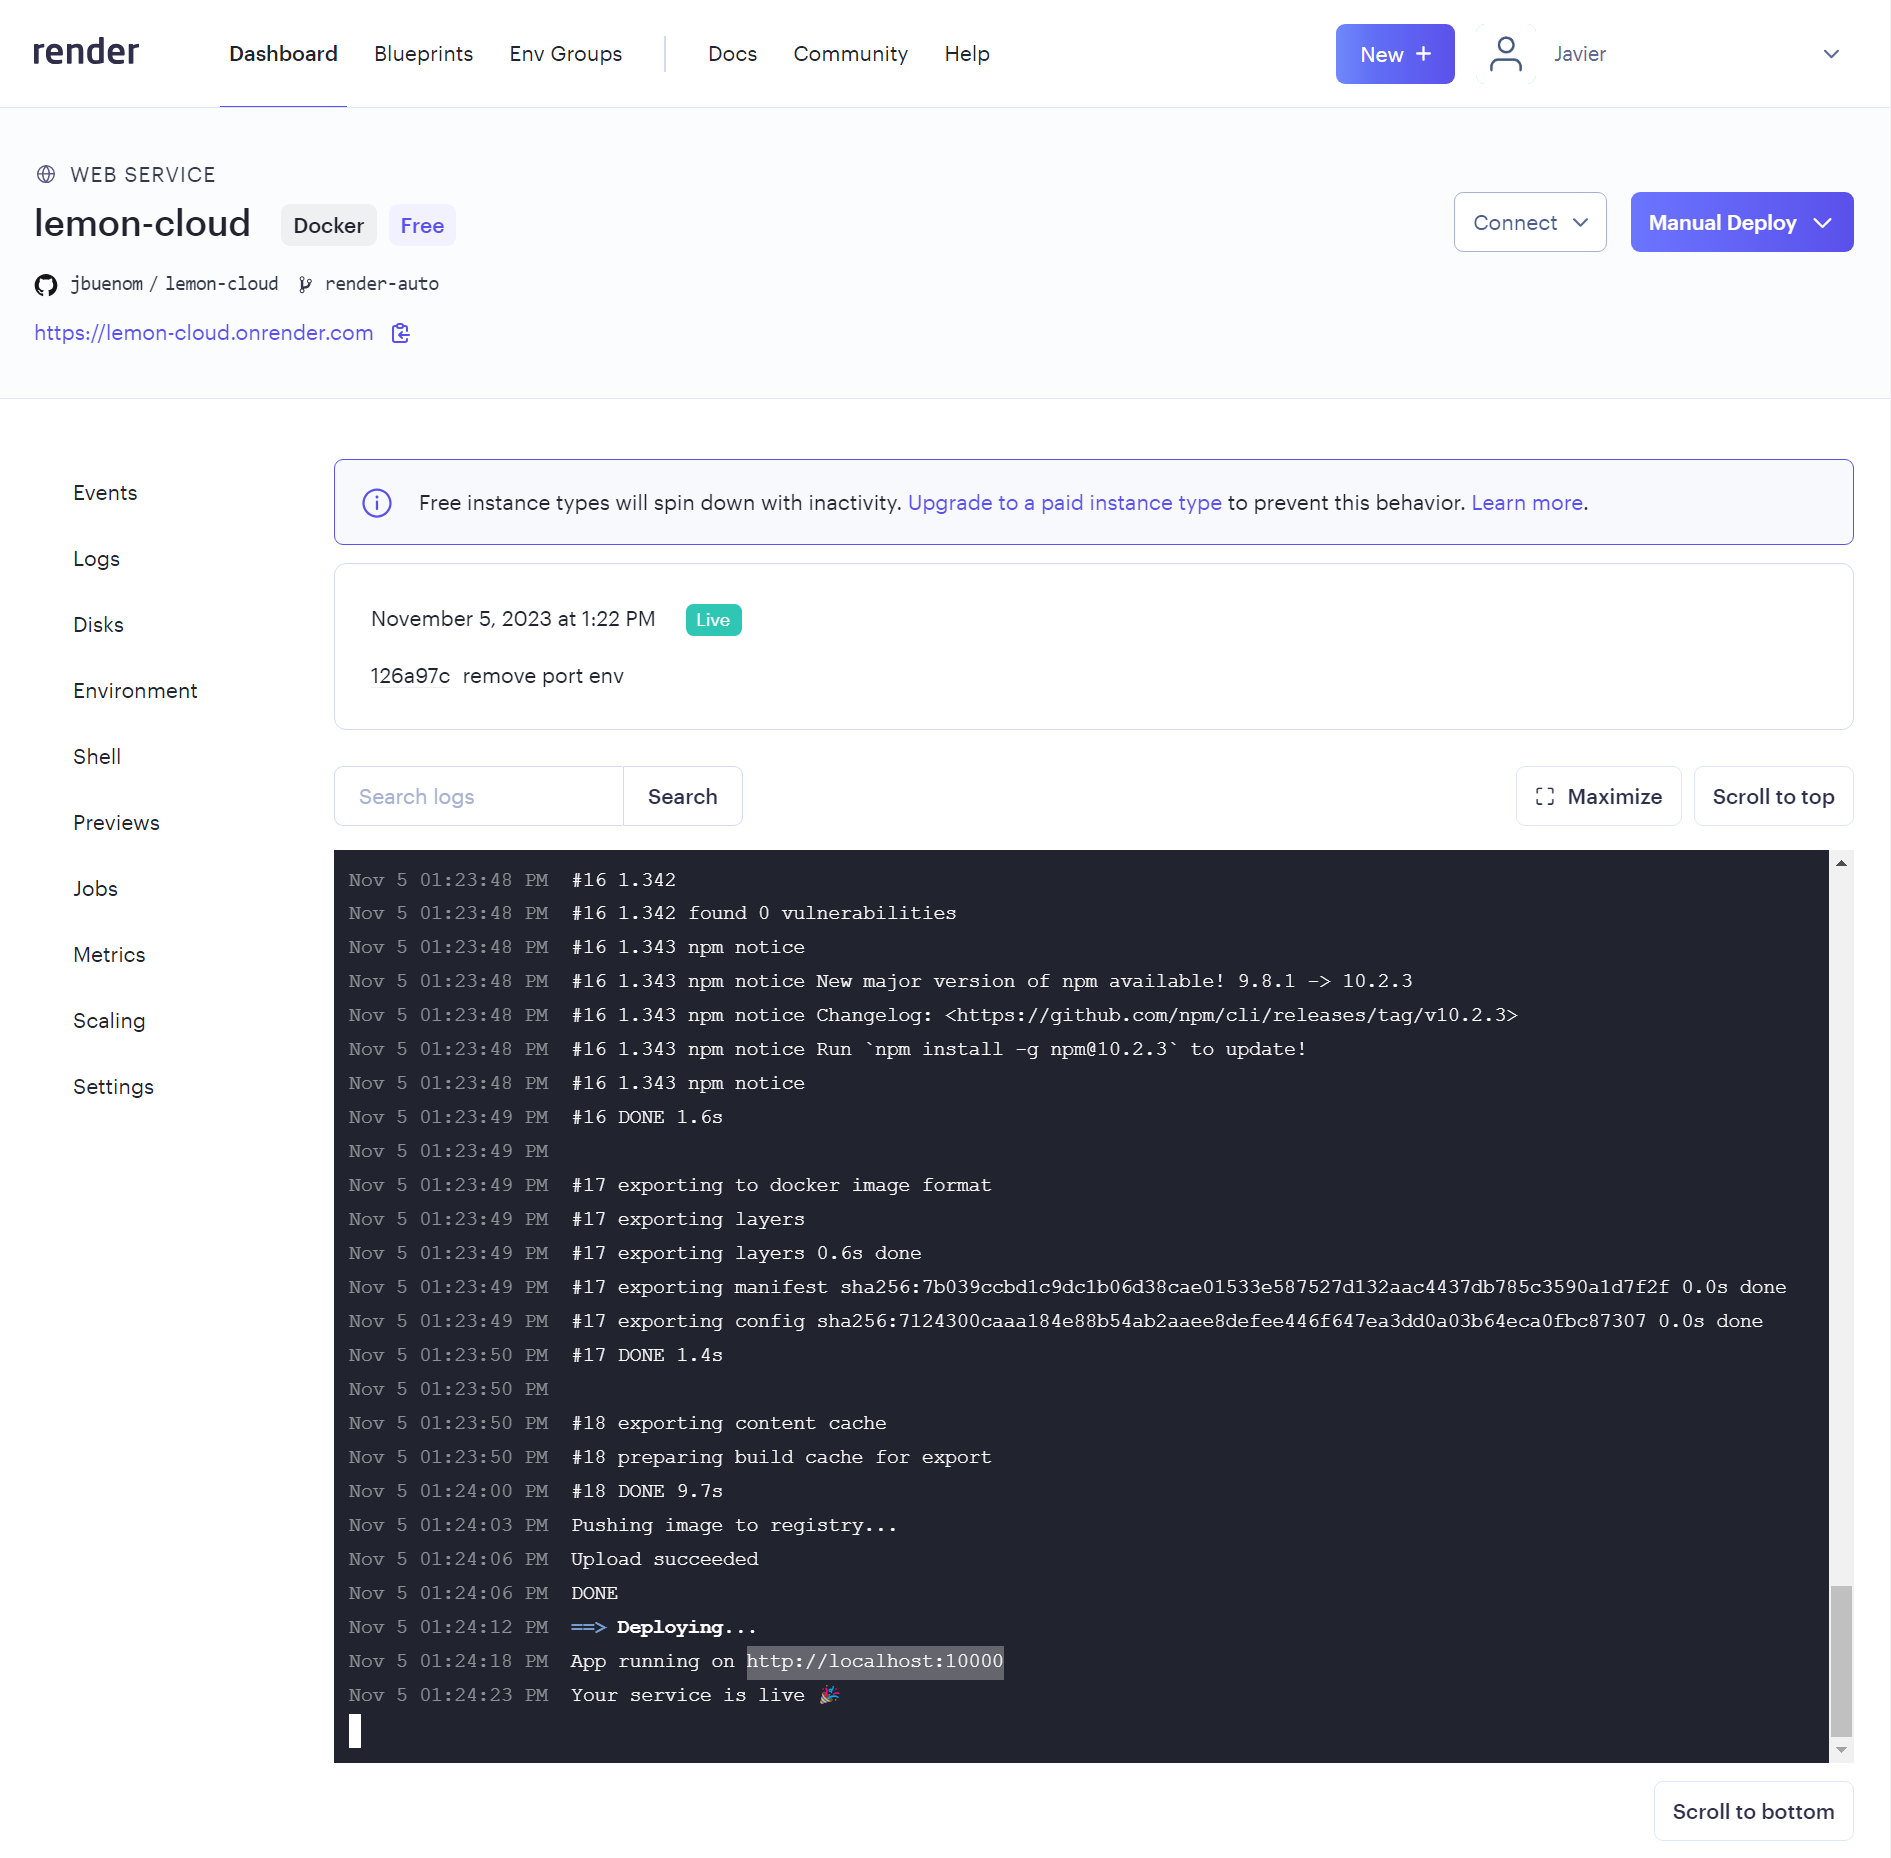 render
Dashboard Blueprints Env Groups Docs Community Help New + Javier
WEB SERVICE
lemon-cloud Docker Free
Connect Manual Deploy
jbuenom / lemon-cloud render-auto
https://lemon-cloud.onrender.com
Events
Logs
Disks
Environment
Shell
Previews
Jobs
Metrics
Scaling
Settings
Free instance types will spin down with inactivity. Upgrade to a paid instance type to prevent this behavior. Learn more.
November 5, 2023 at 1:22 PM Live
126a97c remove port env
Search logs Search Maximize Scroll to top
Nov 5 01:23:48 PM #16 1.342
Nov 5 01:23:48 PM #16 1.342 found 0 vulnerabilities
Nov 5 01:23:48 PM #16 1.343 npm notice
Nov 5 01:23:48 PM #16 1.343 npm notice New major version of npm available! 9.8.1 -> 10.2.3
Nov 5 01:23:48 PM #16 1.343 npm notice Changelog: <https://github.com/npm/cli/releases/tag/v10.2.3>
Nov 5 01:23:48 PM #16 1.343 npm notice Run `npm install -g npm@10.2.3` to update!
Nov 5 01:23:48 PM #16 1.343 npm notice
Nov 5 01:23:49 PM #16 DONE 1.6s
Nov 5 01:23:49 PM
Nov 5 01:23:49 PM #17 exporting to docker image format
Nov 5 01:23:49 PM #17 exporting layers
Nov 5 01:23:49 PM #17 exporting layers 0.6s done
Nov 5 01:23:49 PM #17 exporting manifest sha256:7b039ccbd1c9dc1b06d38cae01533e587527d132aac4437db785c3590a1d7f2f 0.0s done
Nov 5 01:23:49 PM #17 exporting config sha256:7124300caaa184e88b54ab2aaee8defee446f647ea3dd0a03b64eca0fbc87307 0.0s done
Nov 5 01:23:50 PM #17 DONE 1.4s
Nov 5 01:23:50 PM
Nov 5 01:23:50 PM #18 exporting content cache
Nov 5 01:23:50 PM #18 preparing build cache for export
Nov 5 01:24:00 PM #18 DONE 9.7s
Nov 5 01:24:03 PM Pushing image to registry...
Nov 5 01:24:06 PM Upload succeeded
Nov 5 01:24:06 PM DONE
Nov 5 01:24:12 PM ==> Deploying...
Nov 5 01:24:18 PM App running on http://localhost:10000
Nov 5 01:24:23 PM Your service is live 🎉
Scroll to bottom